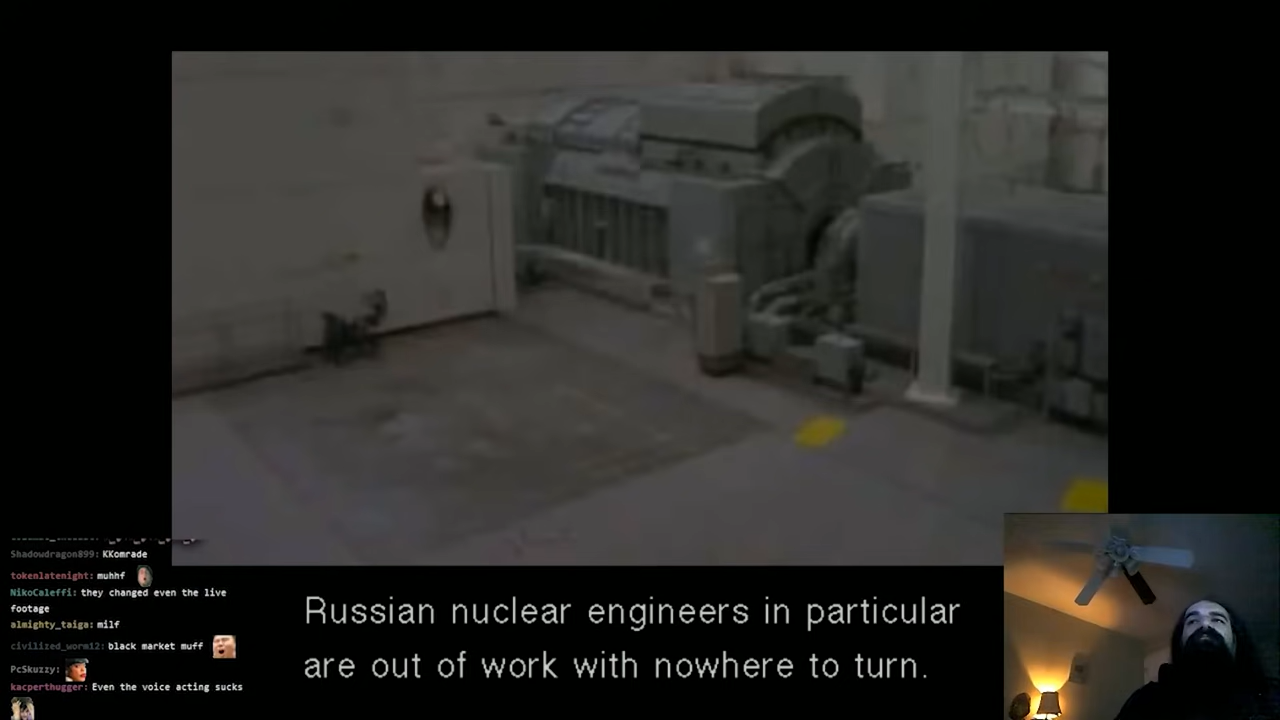 Shadowdragon899: KKomrade
tokenlatenight: muhhf
NikoCaleffi: they changed even the live
footage
almighty_taiga: milf
civilized_worm12: black market muff
PcSkuzzy:
kacperthugger: Even the voice acting sucks
Russian nuclear engineers in particular
are out of work with nowhere to turn.